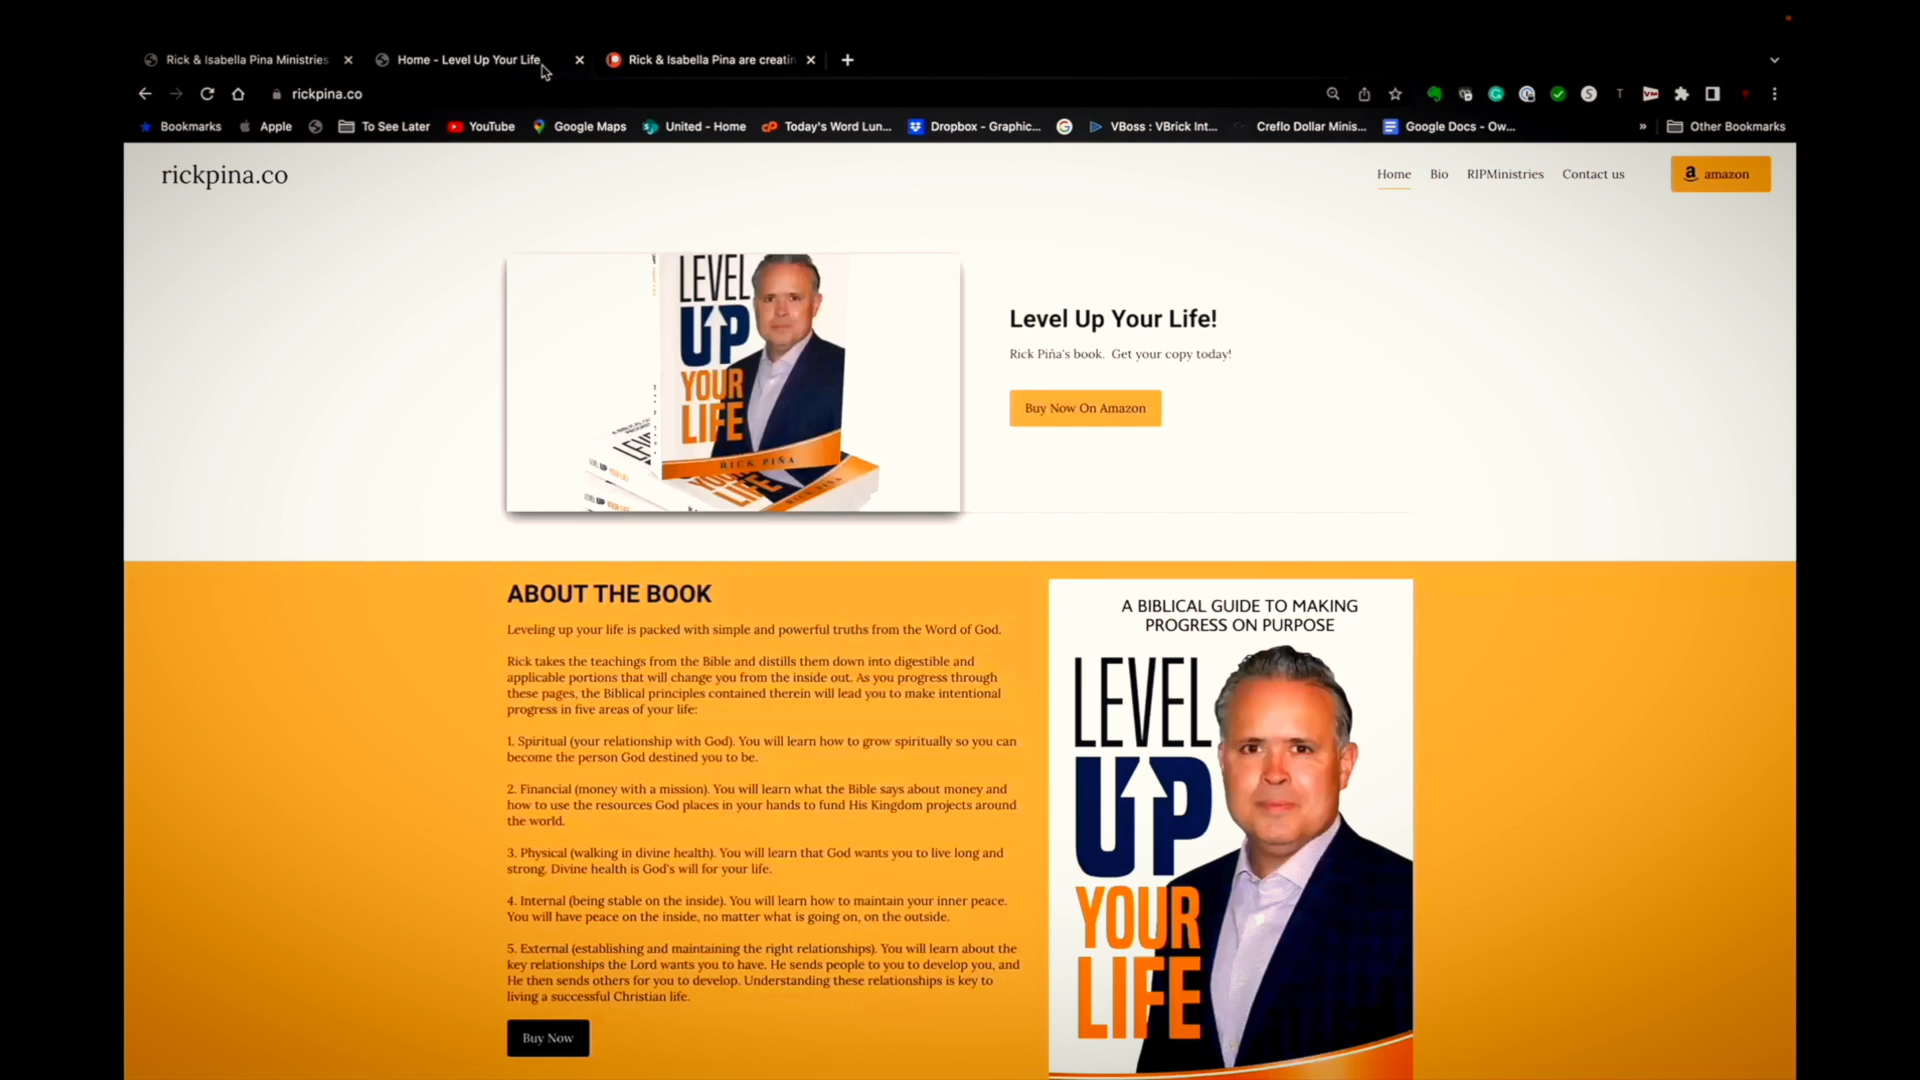 Rick & Isabella Pina Ministries
Home - Level Up Your Life
Rick & Isabella Pina are creatin
rickpina.co
Bookmarks
Apple
To See Later
YouTube
Google Maps
United - Home
Today's Word Lun...
Dropbox - Graphic...
VBoss : VBrick Int...
Creflo Dollar Minis...
Google Docs - Ow...
»
Other Bookmarks
rickpina.co
Home
Bio
RIPMinistries
Contact us
amazon
LEVEL
UP
YOUR
LIFE
RICK PIÑA
Level Up Your Life!
Rick Piña's book. Get your copy today!
Buy Now On Amazon
ABOUT THE BOOK
Leveling up your life is packed with simple and powerful truths from the Word of God.
Rick takes the teachings from the Bible and distills them down into digestible and
applicable portions that will change you from the inside out. As you progress through
these pages, the Biblical principles contained therein will lead you to make intentional
progress in five areas of your life:
1. Spiritual (your relationship with God). You will learn how to grow spiritually so you can
become the person God destined you to be.
2. Financial (money with a mission). You will learn what the Bible says about money and
how to use the resources God places in your hands to fund His Kingdom projects around
the world.
3. Physical (walking in divine health). You will learn that God wants you to live long and
strong. Divine health is God's will for your life.
4. Internal (being stable on the inside). You will learn how to maintain your inner peace.
You will have peace on the inside, no matter what is going on, on the outside.
5. External (establishing and maintaining the right relationships). You will learn about the
key relationships the Lord wants you to have. He sends people to you to develop you, and
He then sends others for you to develop. Understanding these relationships is key to
living a successful Christian life.
Buy Now
A BIBLICAL GUIDE TO MAKING
PROGRESS ON PURPOSE
LEVEL
UP
YOUR
LIFE